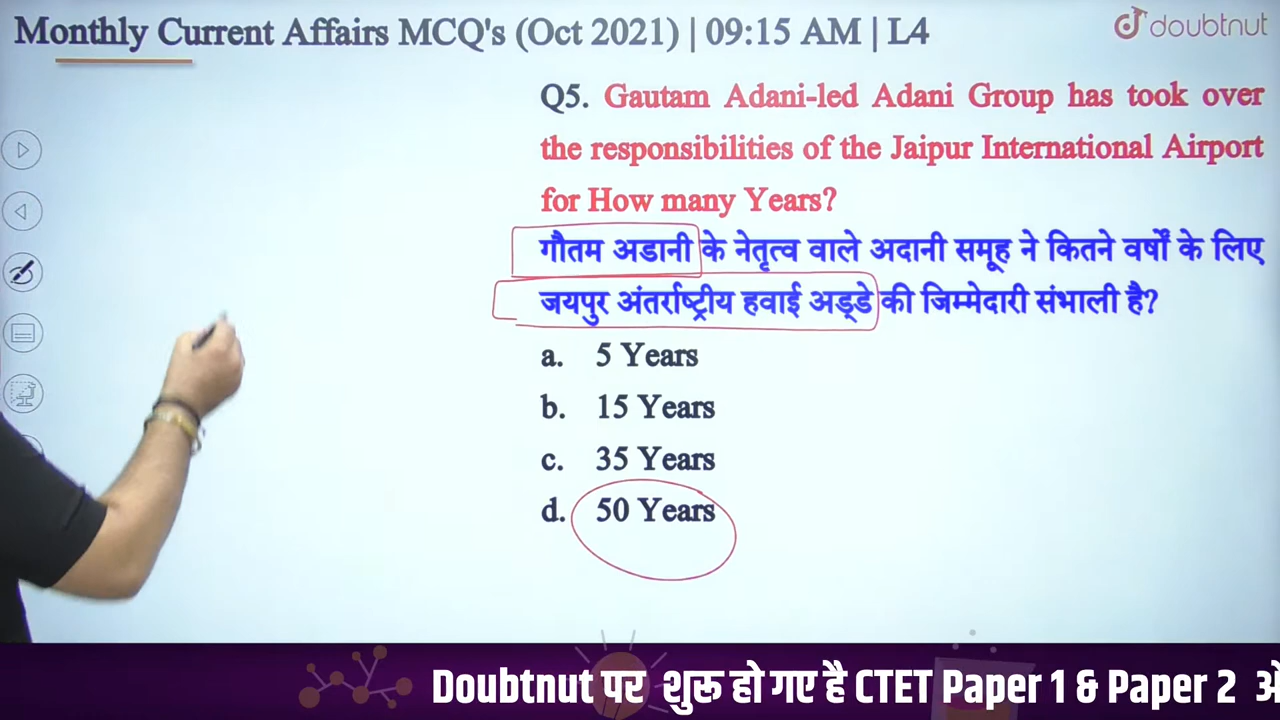 Monthly Current Affairs MCQ's (Oct 2021) | 09:15 AM | L4
doubtnut
Q5. Gautam Adani-led Adani Group has took over
the responsibilities of the Jaipur International Airport
for How many Years?
गौतम अडानी के नेतृत्व वाले अदानी समूह ने कितने वर्षों के लिए
जयपुर अंतर्राष्ट्रीय हवाई अड्डे की जिम्मेदारी संभाली है?
a. 5 Years
b. 15 Years
c. 35 Years
d. 50 Years
Doubtnut पर शुरू हो गए है CTET Paper 1 & Paper 2